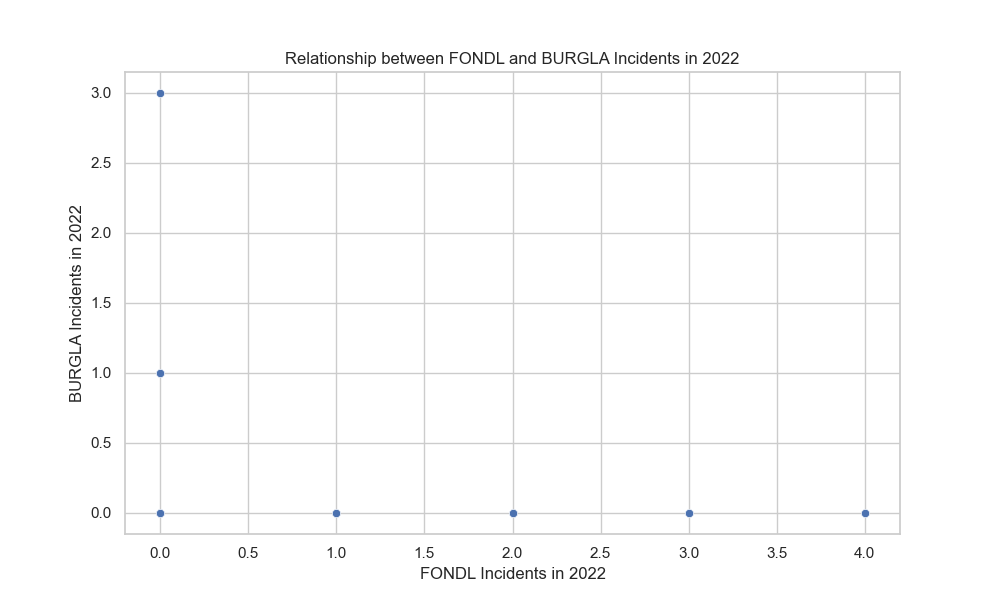 Relationship between FONDL and BURGLA Incidents in 2022
BURGLA Incidents in 2022
3.0
2.5
2.0
1.5
1.0
0.5
0.0
0.0 0.5 1.0 1.5 2.0 2.5 3.0 3.5 4.0
FONDL Incidents in 2022